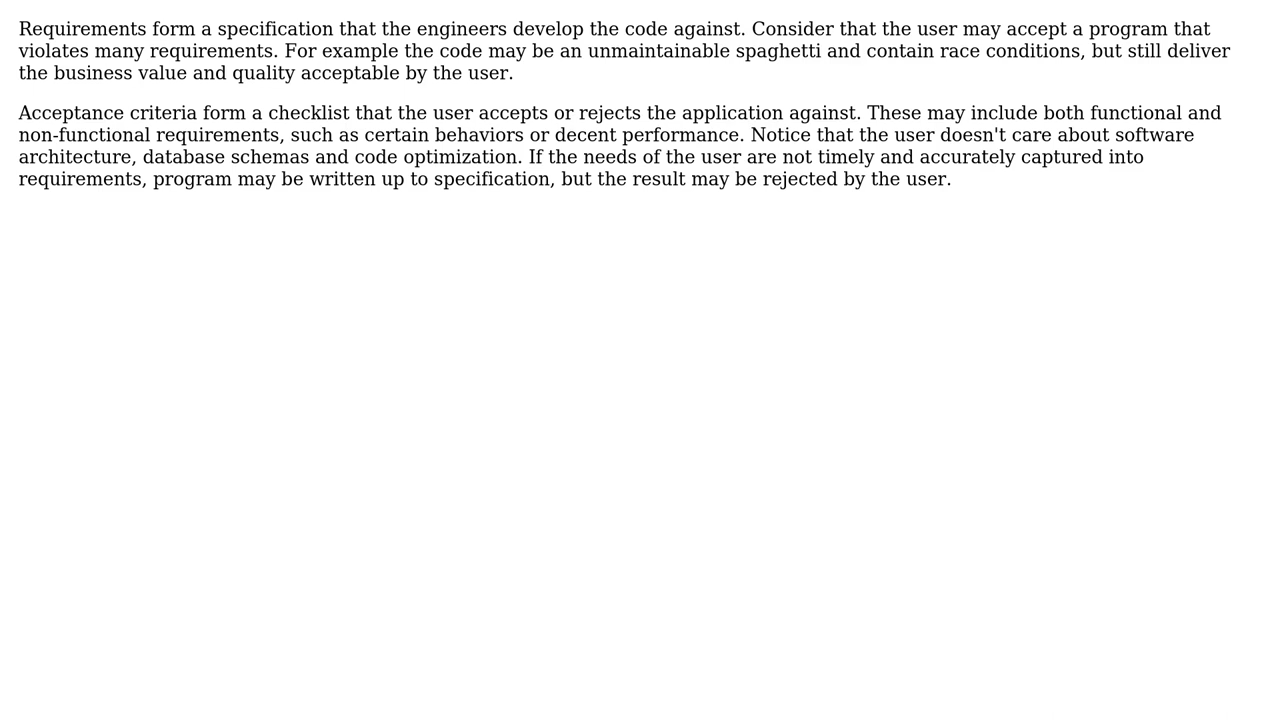 Requirements form a specification that the engineers develop the code against. Consider that the user may accept a program that
violates many requirements. For example the code may be an unmaintainable spaghetti and contain race conditions, but still deliver
the business value and quality acceptable by the user.
Acceptance criteria form a checklist that the user accepts or rejects the application against. These may include both functional and
non-functional requirements, such as certain behaviors or decent performance. Notice that the user doesn't care about software
architecture, database schemas and code optimization. If the needs of the user are not timely and accurately captured into
requirements, program may be written up to specification, but the result may be rejected by the user.